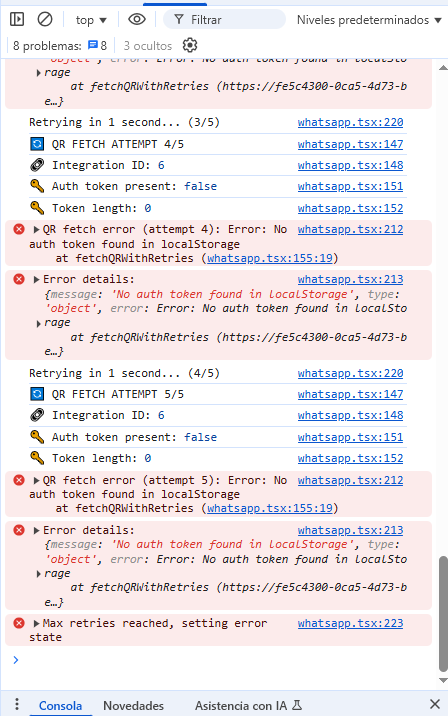 top ▾ Filtrar Niveles predeterminados ▾
8 problemas: 8 3 ocultos
'object', error: Error: No auth token found in localSto
rage
at fetchQRWithRetries (https://fe5c4300-0ca5-4d73-b
e…}
Retrying in 1 second... (3/5) whatsapp.tsx:220
🔄 QR FETCH ATTEMPT 4/5 whatsapp.tsx:147
🔗 Integration ID: 6 whatsapp.tsx:148
🔑 Auth token present: false whatsapp.tsx:151
🔑 Token length: 0 whatsapp.tsx:152
▶QR fetch error (attempt 4): Error: No whatsapp.tsx:212
auth token found in localStorage
at fetchQRWithRetries (whatsapp.tsx:155:19)
▶Error details: whatsapp.tsx:213
{message: 'No auth token found in localStorage', type:
'object', error: Error: No auth token found in localSto
▶rage
at fetchQRWithRetries (https://fe5c4300-0ca5-4d73-b
e…}
Retrying in 1 second... (4/5) whatsapp.tsx:220
🔄 QR FETCH ATTEMPT 5/5 whatsapp.tsx:147
🔗 Integration ID: 6 whatsapp.tsx:148
🔑 Auth token present: false whatsapp.tsx:151
🔑 Token length: 0 whatsapp.tsx:152
▶QR fetch error (attempt 5): Error: No whatsapp.tsx:212
auth token found in localStorage
at fetchQRWithRetries (whatsapp.tsx:155:19)
▶Error details: whatsapp.tsx:213
{message: 'No auth token found in localStorage', type:
'object', error: Error: No auth token found in localSto
▶rage
at fetchQRWithRetries (https://fe5c4300-0ca5-4d73-b
e…}
▶Max retries reached, setting error whatsapp.tsx:223
state
Consola Novedades Asistencia con IA